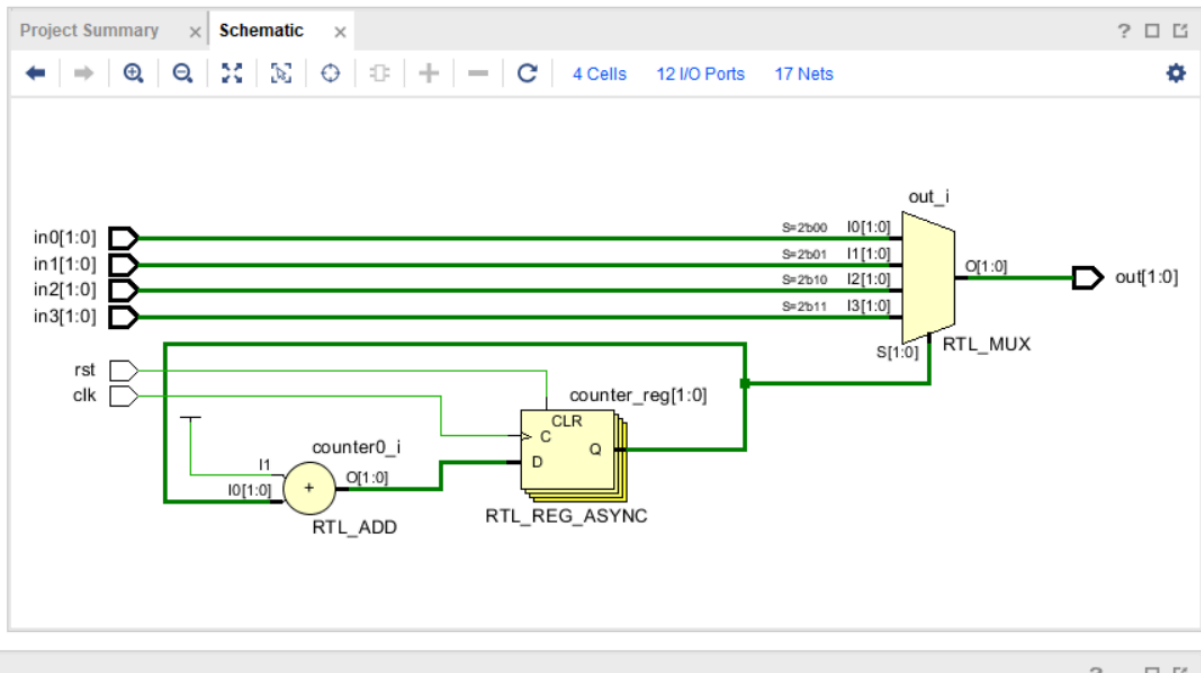 Project Summary × Schematic × ?
4 Cells 12 I/O Ports 17 Nets
out_i
in0[1:0] S=2'b00 I0[1:0]
in1[1:0] S=2'b01 I1[1:0] O[1:0] out[1:0]
in2[1:0] S=2'b10 I2[1:0]
in3[1:0] S=2'b11 I3[1:0]
S[1:0] RTL_MUX
rst
clk counter_reg[1:0]
CLR
C
counter0_i Q
I1 D
I0[1:0] + O[1:0]
RTL_ADD RTL_REG_ASYNC